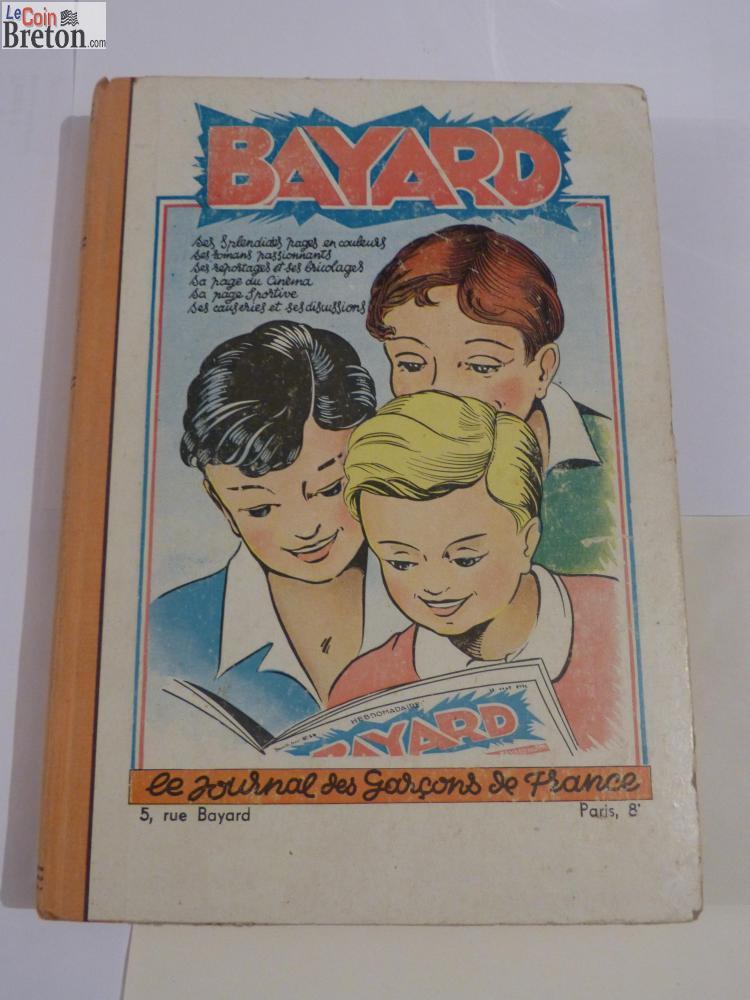 Le Coin
Breton.com
BAYARD
ses splendides pages en couleurs
ses romans passionnants
ses reportages et ses bricolages
sa page du Cinéma
sa page Sportive
ses causeries et ses discussions
HEBDOMADAIRE
BAYARD
le Journal des Garçons de France
5, rue Bayard Paris, 8e